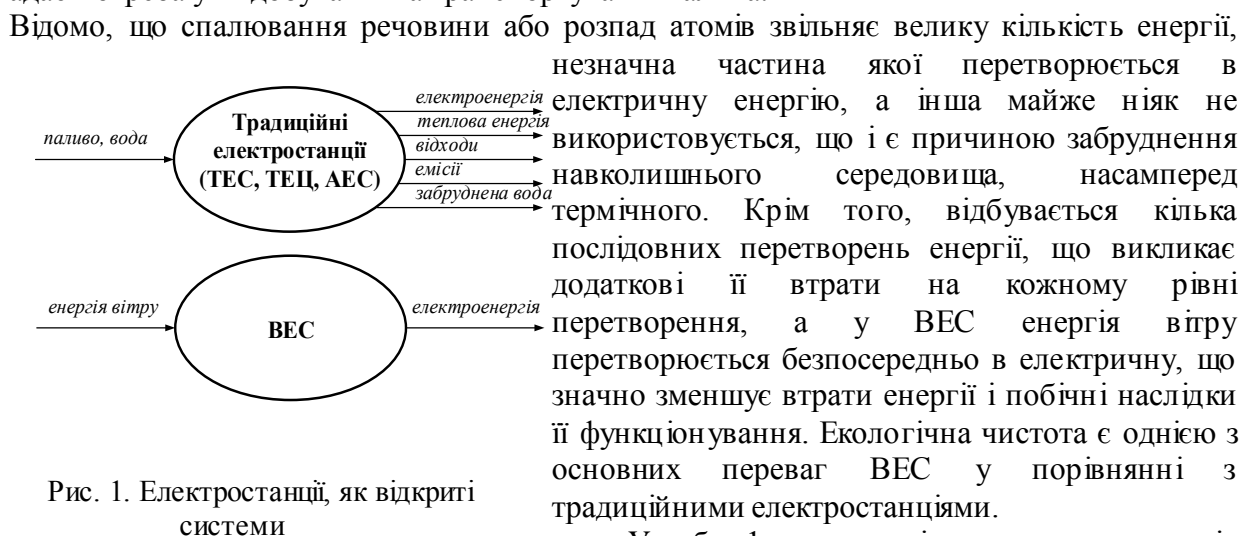 Відомо, що спалювання речовини або розпад атомів звільняє велику кількість енергії,
незначна частина якої перетворюється в
електричну енергію, а інша майже ніяк не
використовується, що і є причиною забруднення
навколишнього середовища, насамперед
термічного. Крім того, відбувається кілька
послідовних перетворень енергії, що викликає
додаткові її втрати на кожному рівні
перетворення, а у ВЕС енергія вітру
перетворюється безпосередньо в електричну, що
значно зменшує втрати енергії і побічні наслідки
її функціонування. Екологічна чистота є однією з
основних переваг ВЕС у порівнянні з
традиційними електростанціями.
паливо, вода
Традиційні
електростанції
(ТЕС, ТЕЦ, АЕС)
електроенергія
теплова енергія
відходи
емісії
забруднена вода
енергія вітру
ВЕС
електроенергія
Рис. 1. Електростанції, як відкриті
системи